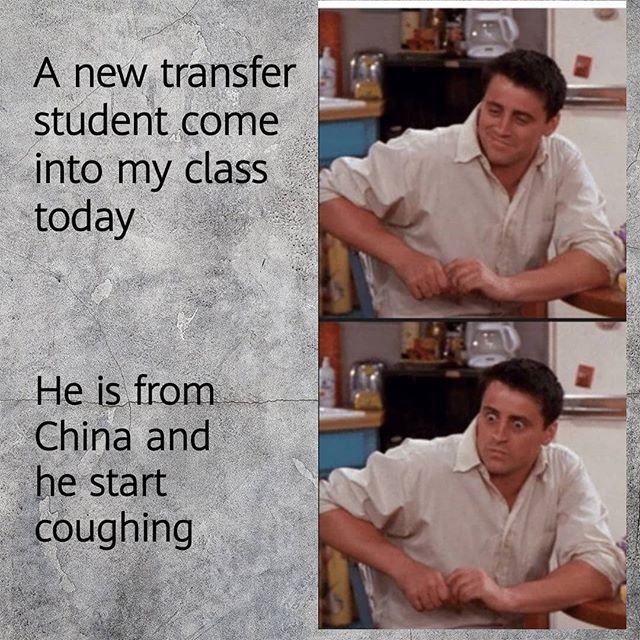 A new transfer
student come
into my class
today
He is from
China and
he start
coughing